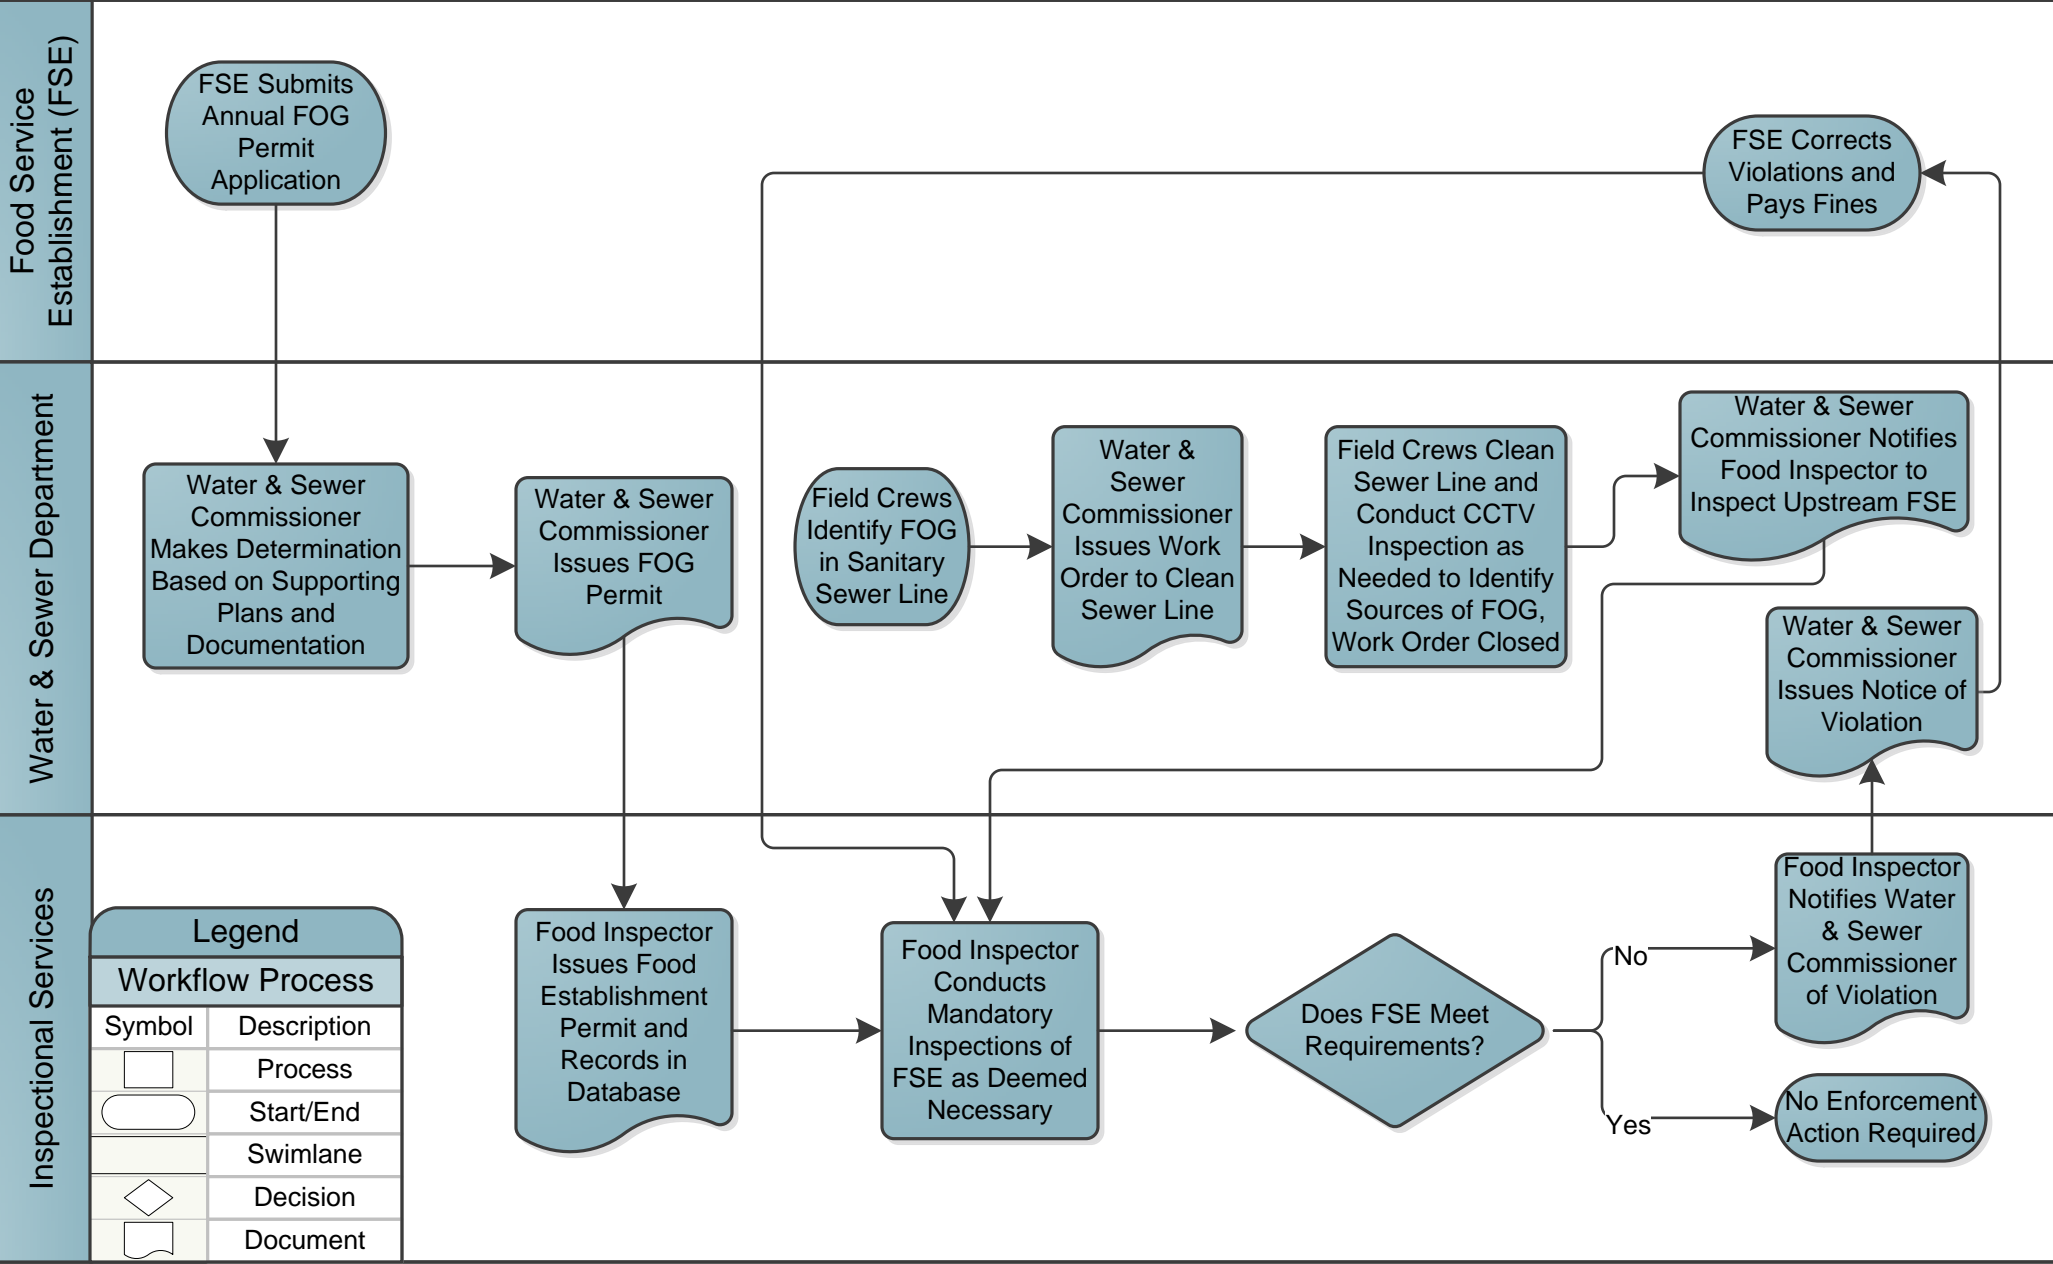 Food Service
Establishment (FSE)
FSE Submits
Annual FOG
Permit
Application
FSE Corrects
Violations and
Pays Fines
Water & Sewer Department
Water & Sewer
Commissioner
Makes Determination
Based on Supporting
Plans and
Documentation
Water & Sewer
Commissioner
Issues FOG
Permit
Field Crews
Identify FOG
in Sanitary
Sewer Line
Water &
Sewer
Commissioner
Issues Work
Order to Clean
Sewer Line
Field Crews Clean
Sewer Line and
Conduct CCTV
Inspection as
Needed to Identify
Sources of FOG,
Work Order Closed
Water & Sewer
Commissioner Notifies
Food Inspector to
Inspect Upstream FSE
Water & Sewer
Commissioner
Issues Notice of
Violation
Inspectional Services
Legend
Workflow Process
Symbol Description
Process
Start/End
Swimlane
Decision
Document
Food Inspector
Issues Food
Establishment
Permit and
Records in
Database
Food Inspector
Conducts
Mandatory
Inspections of
FSE as Deemed
Necessary
Does FSE Meet
Requirements?
No
Yes
Food Inspector
Notifies Water
& Sewer
Commissioner
of Violation
No Enforcement
Action Required